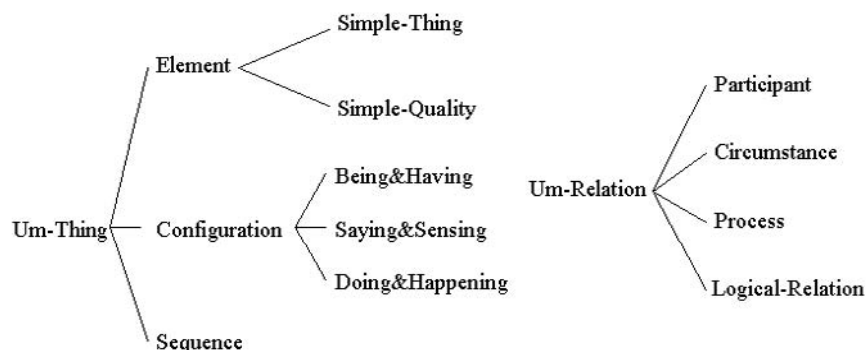 Simple-Thing
Element
Simple-Quality
Um-Thing
Being&Having
Configuration
Saying&Sensing
Doing&Happening
Sequence
Um-Relation
Participant
Circumstance
Process
Logical-Relation